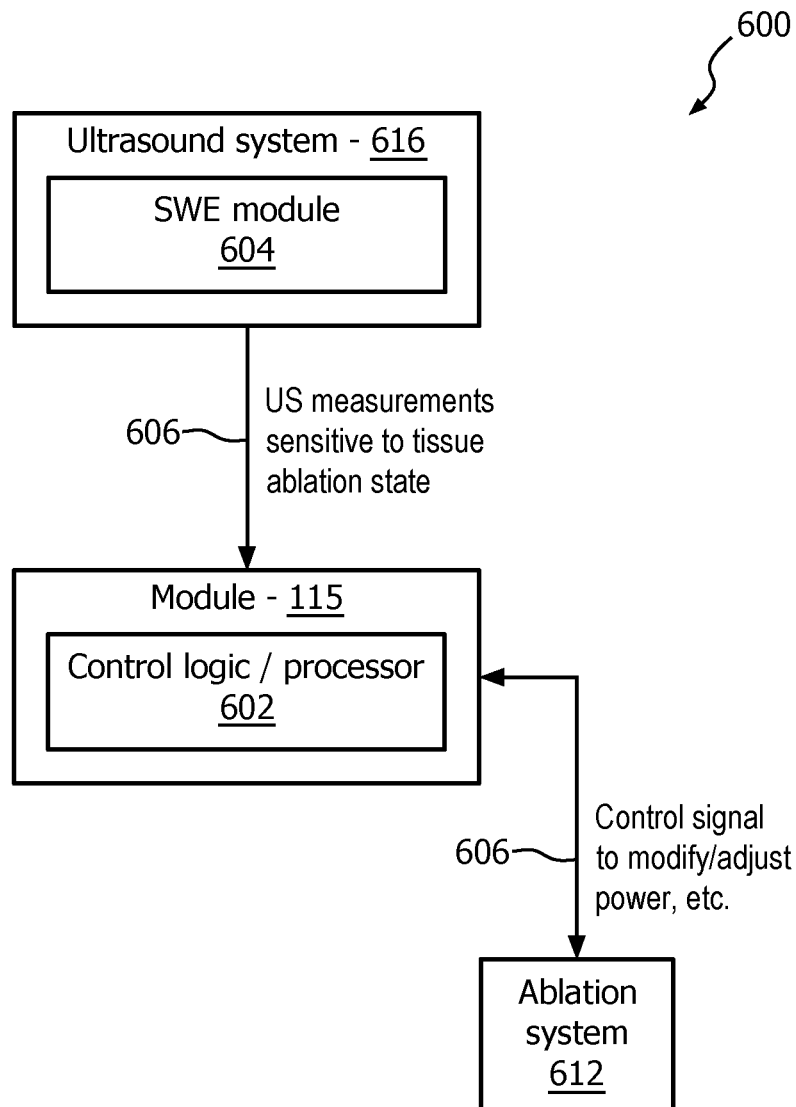 600
Ultrasound system - 616
SWE module
604
606
US measurements
sensitive to tissue
ablation state
Module - 115
Control logic / processor
602
606
Control signal
to modify/adjust
power, etc.
Ablation
system
612